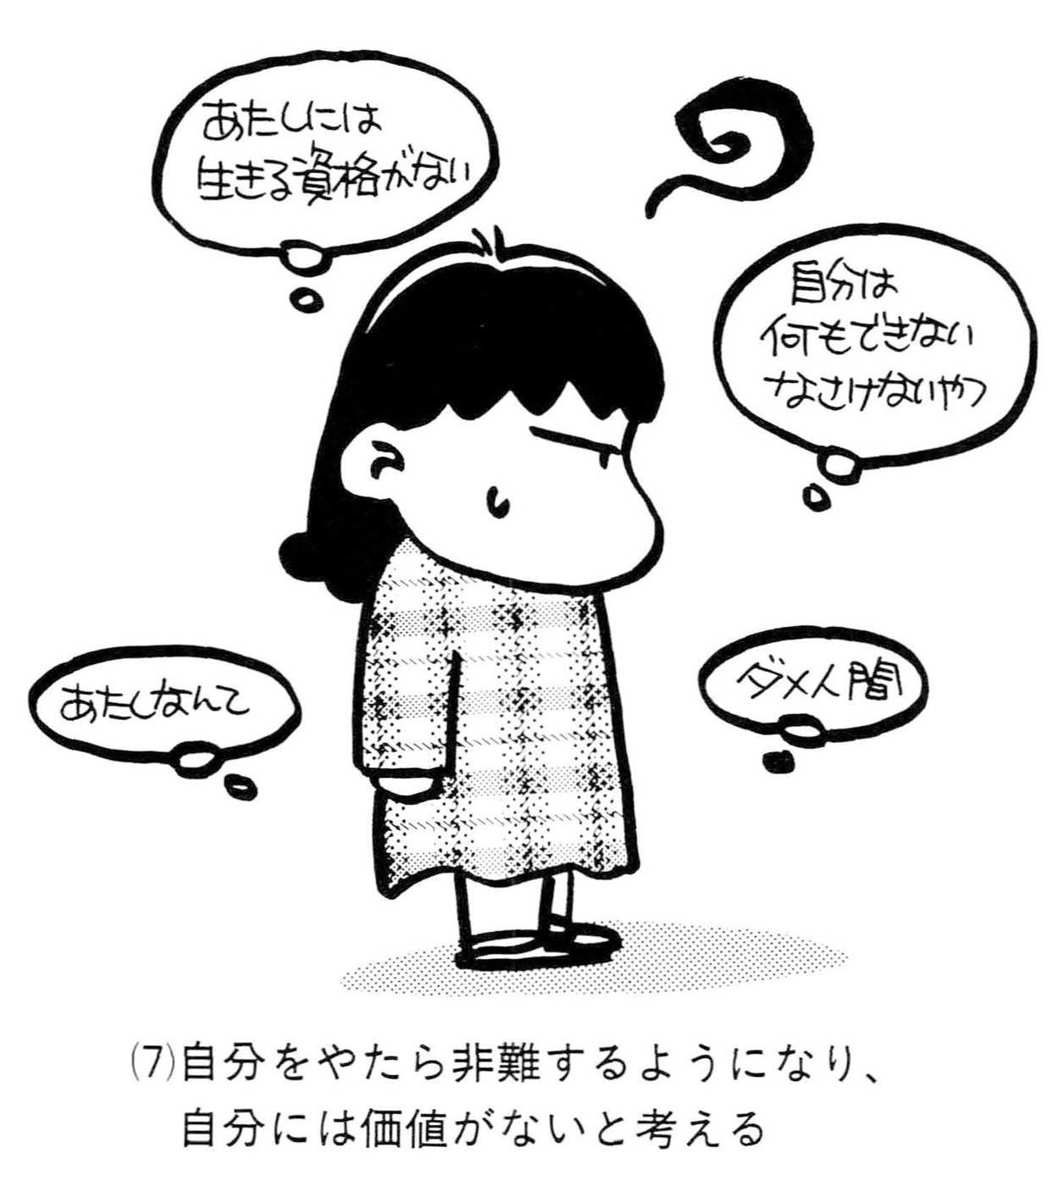 あたしには
生きる資格がない
自分は
何もできない
なさけないやつ
あたしなんて
ダメ人間
(7)自分をやたら非難するようになり、
自分には価値がないと考える